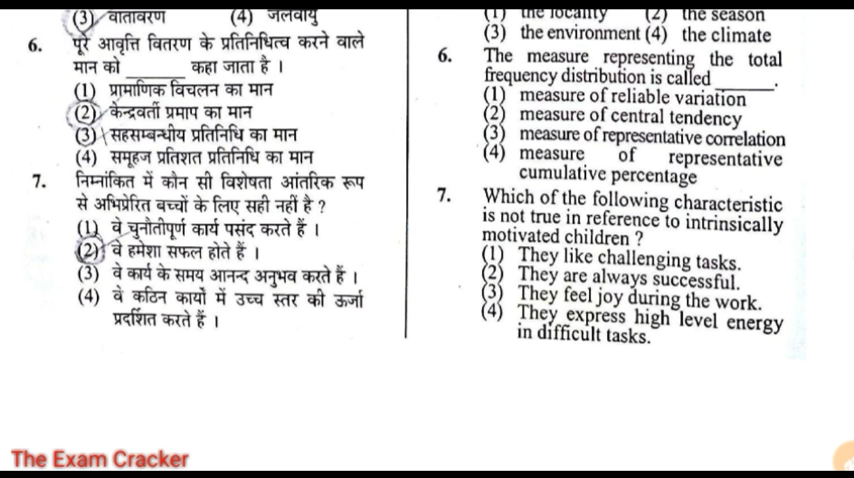 (3) वातावरण (4) जलवायु
6. पूरे आवृत्ति वितरण के प्रतिनिधित्व करने वाले
मान को ______ कहा जाता है ।
(1) प्रामाणिक विचलन का मान
(2) केन्द्रवर्ती प्रमाप का मान
(3) सहसम्बन्धीय प्रतिनिधि का मान
(4) समूहज प्रतिशत प्रतिनिधि का मान
7. निम्नांकित में कौन सी विशेषता आंतरिक रूप
से अभिप्रेरित बच्चों के लिए सही नहीं है ?
(1) वे चुनौतीपूर्ण कार्य पसंद करते हैं ।
(2) वे हमेशा सफल होते हैं ।
(3) वे कार्य के समय आनन्द अनुभव करते हैं ।
(4) वे कठिन कार्यों में उच्च स्तर की ऊर्जा
प्रदर्शित करते हैं ।
(1) the locality (2) the season
(3) the environment (4) the climate
6. The measure representing the total
frequency distribution is called ______.
(1) measure of reliable variation
(2) measure of central tendency
(3) measure of representative correlation
(4) measure of representative
cumulative percentage
7. Which of the following characteristic
is not true in reference to intrinsically
motivated children ?
(1) They like challenging tasks.
(2) They are always successful.
(3) They feel joy during the work.
(4) They express high level energy
in difficult tasks.
The Exam Cracker